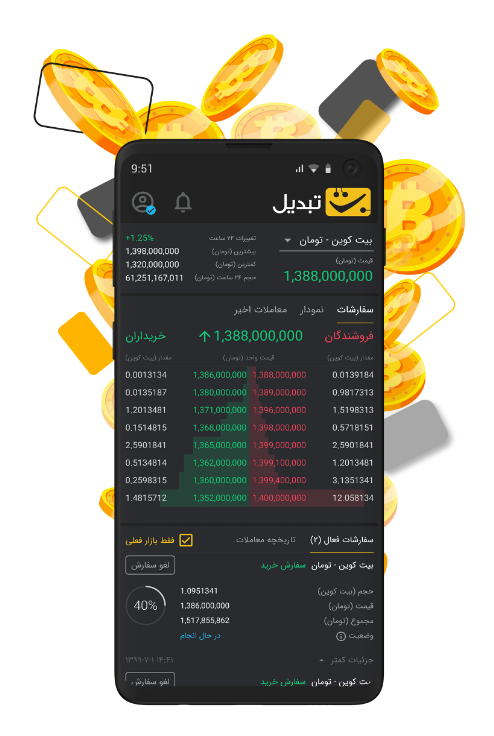 9:51
بت تبدیل
بیت کوین - تومان
قیمت (تومان)
1,388,000,000
تغییرات ۲۴ ساعت +1.25%
بیشترین (تومان) 1,398,000,000
کمترین (تومان) 1,320,000,000
حجم ۲۴ ساعت (تومان) 61,251,167,011
سفارشات نمودار معاملات اخیر
فروشندگان 1,388,000,000 خریداران
مقدار (بیت کوین) قیمت واحد (تومان) مقدار (بیت کوین)
0.0013134 1,386,000,000 1,388,000,000 0.0139184
0.0135187 1,380,000,000 1,389,000,000 0.9817313
1.2013481 1,371,000,000 1,396,000,000 1,5198313
0.1514815 1,368,000,000 1,398,000,000 0.5718151
2,5901841 1,365,000,000 1,399,000,000 2,5901841
0.5134814 1,362,000,000 1,399,100,000 1.2013481
0,2598315 1,360,000,000 1,399,400,000 3,1351341
1.4815712 1,352,000,000 1,400,000,000 12.058134
سفارشات فعال (۲) تاریخچه معاملات فقط بازار فعلی
بیت کوین - تومان سفارش خرید لغو سفارش
حجم (بیت کوین) 1.0951341
قیمت (تومان) 1,386,000,000
مجموع (تومان) 1,517,855,862
وضعیت در حال انجام
40%
جزئیات کمتر ۱۳۹۹-۷-۱ ۱۴:۴۱
بیت کوین - تومان سفارش خرید لغو سفارش